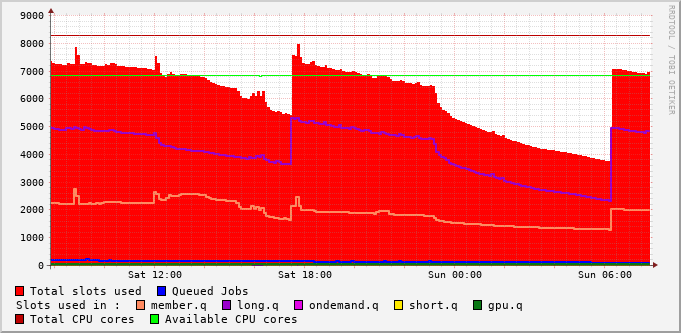 9000
8000
7000
6000
5000
4000
3000
2000
1000
0
Sat 12:00 Sat 18:00 Sun 00:00 Sun 06:00
RRDTOOL / TOBI OETIKER
Total slots used Queued Jobs
Slots used in : member.q long.q ondemand.q short.q gpu.q
Total CPU cores Available CPU cores